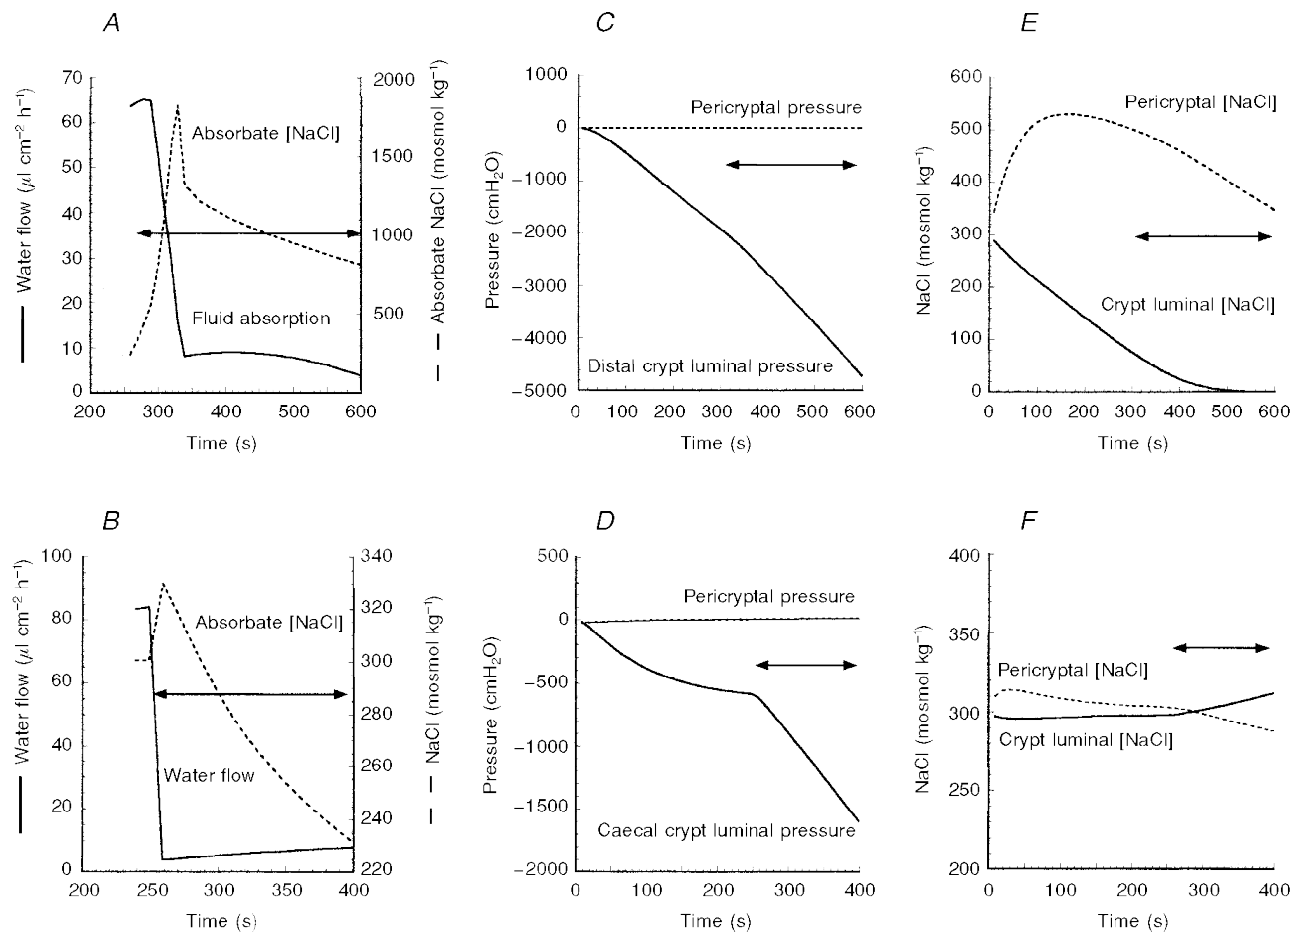 A
C
E
70
60
50
40
30
20
10
0
200
300
400
500
600
Time (s)
Water flow (μl cm⁻² h⁻¹)
2000
1500
1000
500
Absorbate NaCl (mosmol kg⁻¹)
Absorbate [NaCl]
Fluid absorption
1000
0
−1000
−2000
−3000
−4000
−5000
0
100
200
300
400
500
600
Time (s)
Pressure (cmH₂O)
Pericryptal pressure
Distal crypt luminal pressure
600
500
400
300
200
100
0
0
100
200
300
400
500
600
Time (s)
NaCl (mosmol kg⁻¹)
Pericryptal [NaCl]
Crypt luminal [NaCl]
B
D
F
100
80
60
40
20
0
200
250
300
350
400
Time (s)
Water flow (μl cm⁻² h⁻¹)
340
320
300
280
260
240
220
NaCl (mosmol kg⁻¹)
Absorbate [NaCl]
Water flow
500
0
−500
−1000
−1500
−2000
0
100
200
300
400
Time (s)
Pressure (cmH₂O)
Pericryptal pressure
Caecal crypt luminal pressure
400
350
300
250
200
0
100
200
300
400
Time (s)
NaCl (mosmol kg⁻¹)
Pericryptal [NaCl]
Crypt luminal [NaCl]